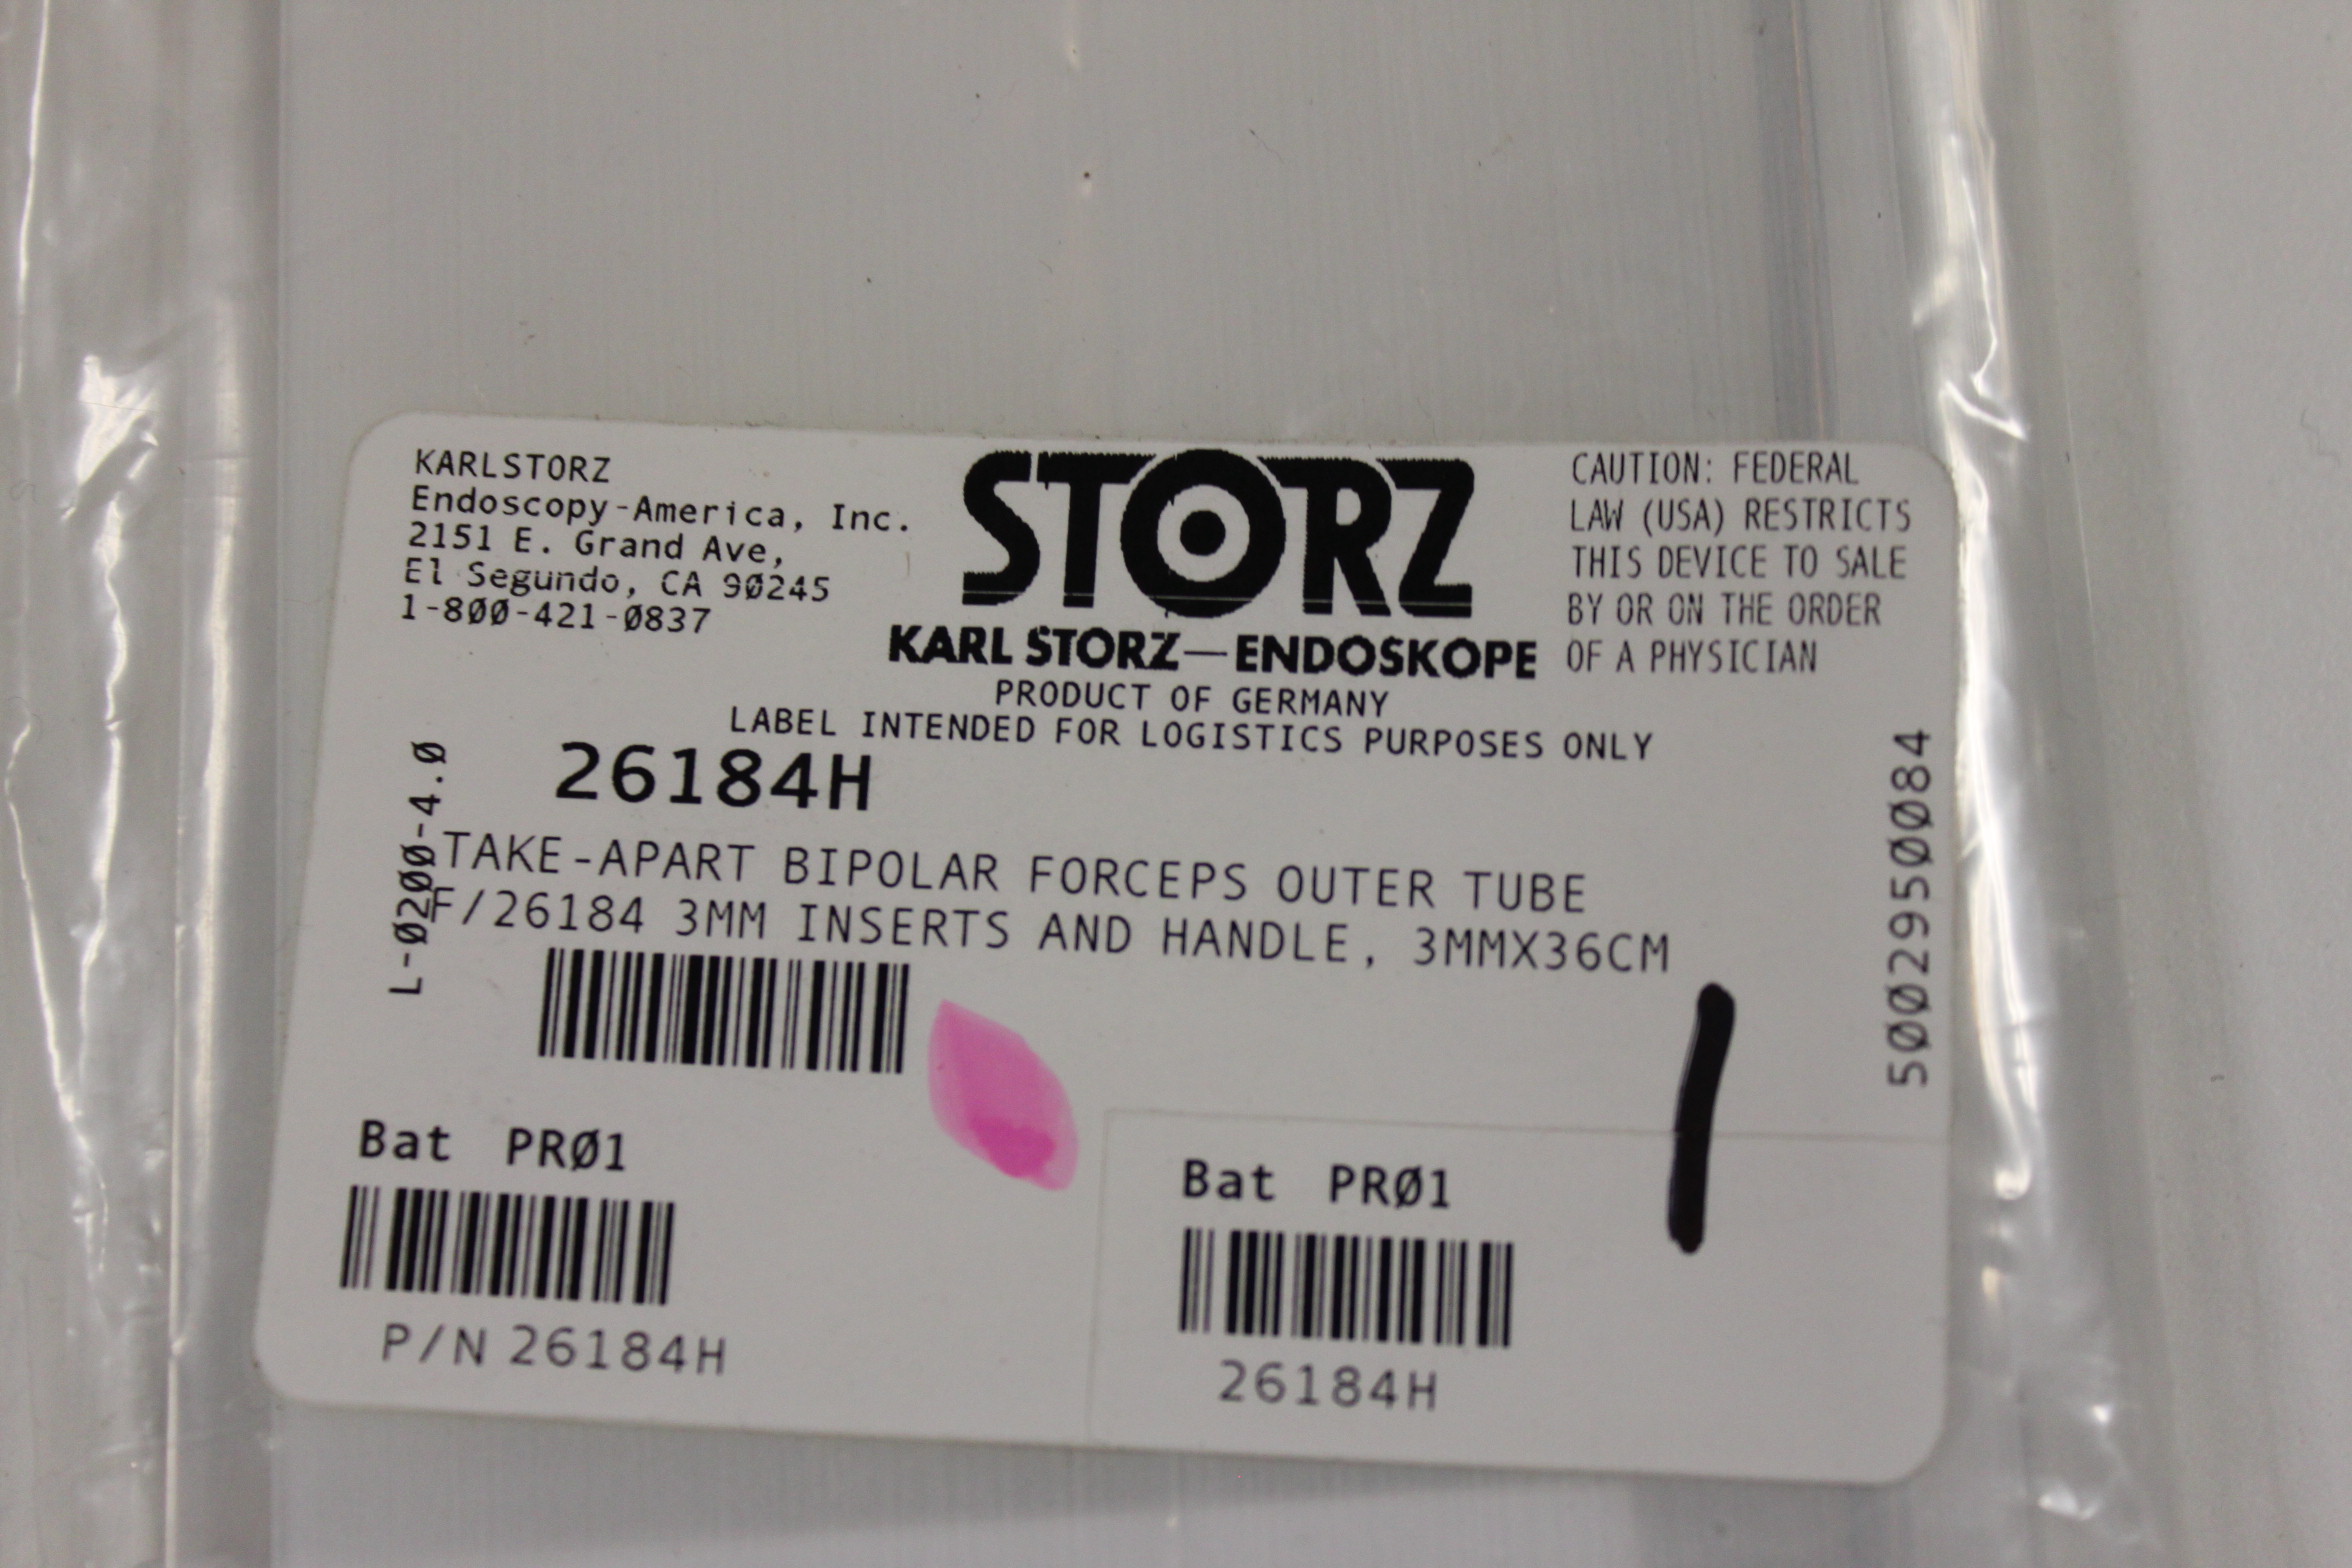 KARLSTORZ
Endoscopy-America, Inc.
2151 E. Grand Ave,
El Segundo, CA 90245
1-800-421-0837
STORZ
KARL STORZ—ENDOSKOPE
CAUTION: FEDERAL
LAW (USA) RESTRICTS
THIS DEVICE TO SALE
BY OR ON THE ORDER
OF A PHYSICIAN
PRODUCT OF GERMANY
LABEL INTENDED FOR LOGISTICS PURPOSES ONLY
26184H
L-0200-4.0
TAKE-APART BIPOLAR FORCEPS OUTER TUBE
F/26184 3MM INSERTS AND HANDLE, 3MMX36CM
5002950084
1
Bat PR01
P/N 26184H
Bat PR01
26184H